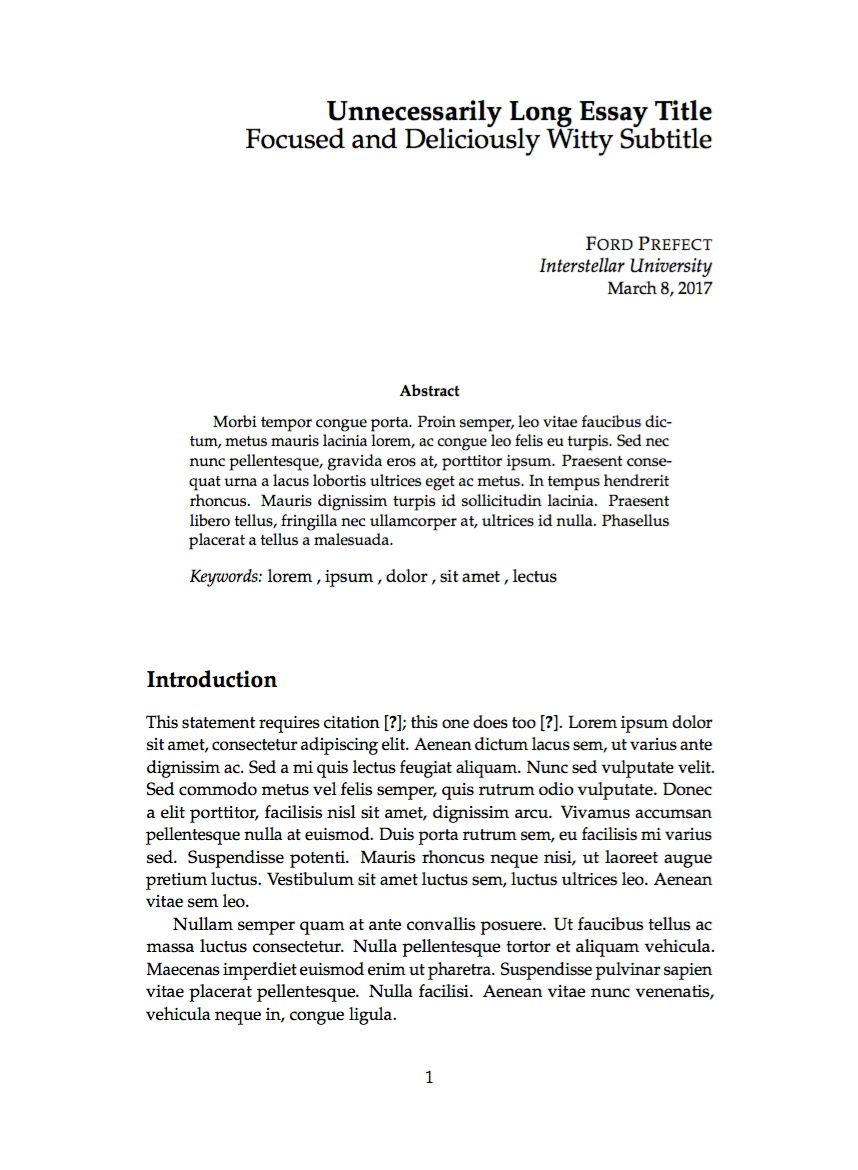 Unnecessarily Long Essay Title
Focused and Deliciously Witty Subtitle
FORD PREFECT
Interstellar University
March 8, 2017
Abstract
Morbi tempor congue porta. Proin semper, leo vitae faucibus dic-
tum, metus mauris lacinia lorem, ac congue leo felis eu turpis. Sed nec
nunc pellentesque, gravida eros at, porttitor ipsum. Praesent conse-
quat urna a lacus lobortis ultrices eget ac metus. In tempus hendrerit
rhoncus. Mauris dignissim turpis id sollicitudin lacinia. Praesent
libero tellus, fringilla nec ullamcorper at, ultrices id nulla. Phasellus
placerat a tellus a malesuada.
Keywords: lorem , ipsum , dolor , sit amet , lectus
Introduction
This statement requires citation [?]; this one does too [?]. Lorem ipsum dolor
sit amet, consectetur adipiscing elit. Aenean dictum lacus sem, ut varius ante
dignissim ac. Sed a mi quis lectus feugiat aliquam. Nunc sed vulputate velit.
Sed commodo metus vel felis semper, quis rutrum odio vulputate. Donec
a elit porttitor, facilisis nisl sit amet, dignissim arcu. Vivamus accumsan
pellentesque nulla at euismod. Duis porta rutrum sem, eu facilisis mi varius
sed. Suspendisse potenti. Mauris rhoncus neque nisi, ut laoreet augue
pretium luctus. Vestibulum sit amet luctus sem, luctus ultrices leo. Aenean
vitae sem leo.
Nullam semper quam at ante convallis posuere. Ut faucibus tellus ac
massa luctus consectetur. Nulla pellentesque tortor et aliquam vehicula.
Maecenas imperdiet euismod enim ut pharetra. Suspendisse pulvinar sapien
vitae placerat pellentesque. Nulla facilisi. Aenean vitae nunc venenatis,
vehicula neque in, congue ligula.
1